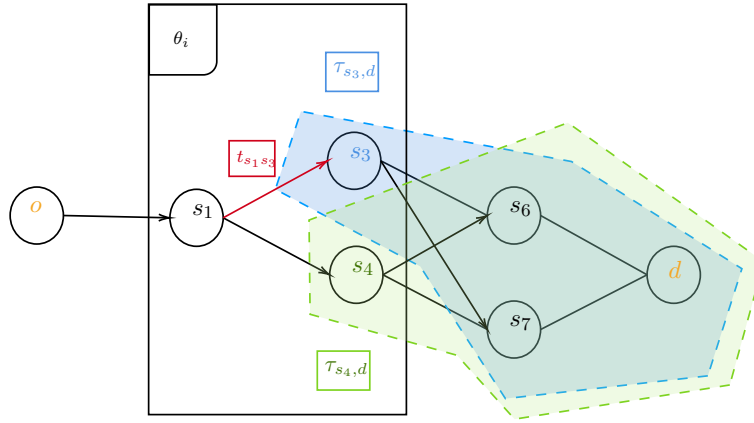 θ_i
τ_{s_3,d}
t_{s_1 s_3}
s_3
o
s_1
s_6
s_4
d
s_7
τ_{s_4,d}